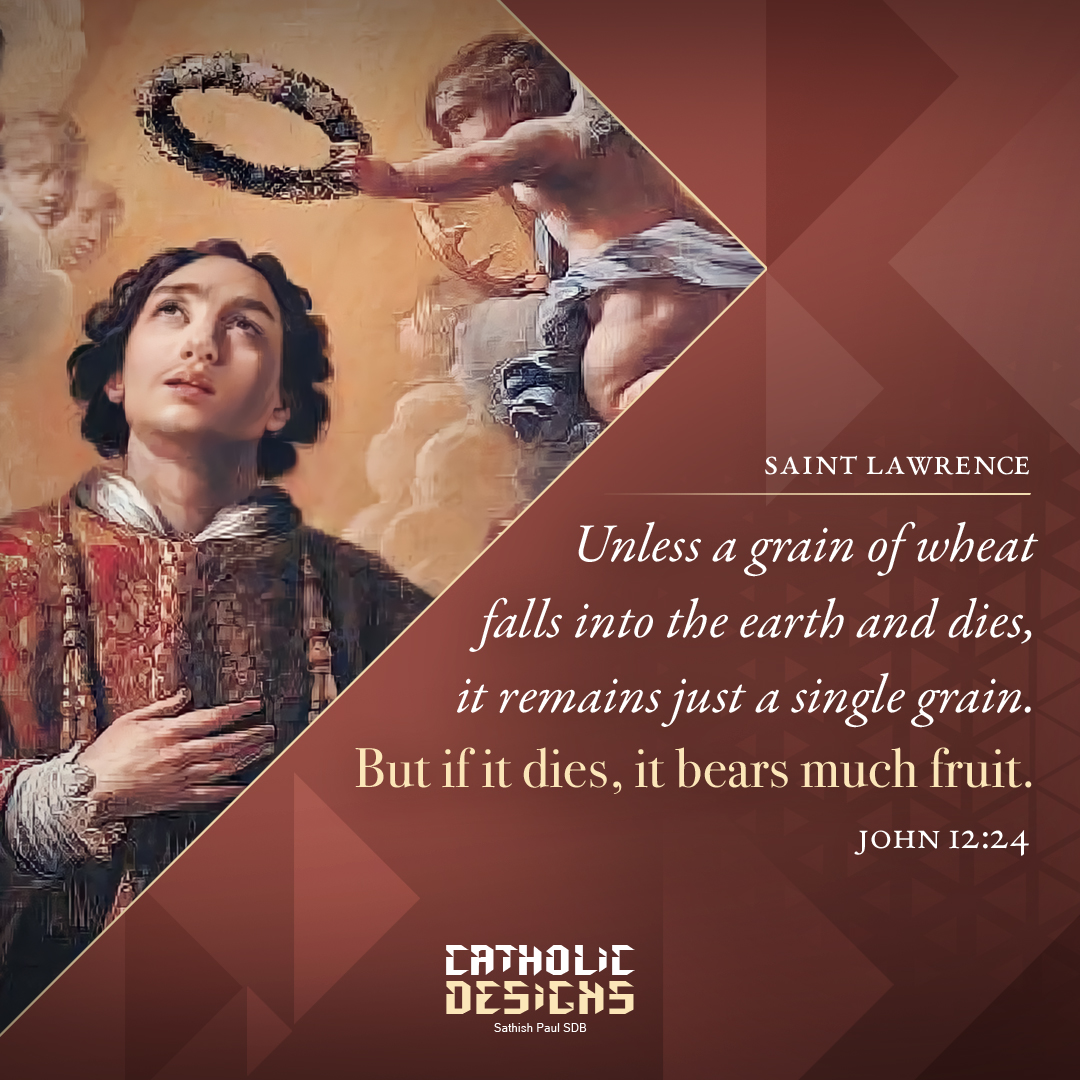 SAINT LAWRENCE
Unless a grain of wheat
falls into the earth and dies,
it remains just a single grain.
But if it dies, it bears much fruit.
JOHN 12:24
CATHOLIC
DESIGNS
Sathish Paul SDB